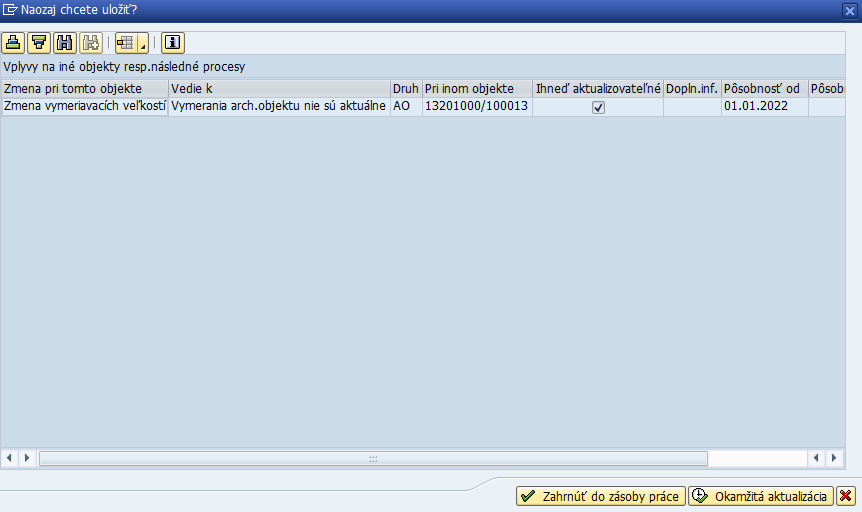 Naozaj chcete uložiť?
Vplyvy na iné objekty resp.následné procesy
Zmena pri tomto objekte Vedie k Druh Pri inom objekte Ihneď aktualizovateľné Dopln.inf. Pôsobnosť od Pôsobn
Zmena vymeriavacích veľkostí Vymerania arch.objektu nie sú aktuálne AO 13201000/100013 01.01.2022
Zahrnúť do zásoby práce Okamžitá aktualizácia